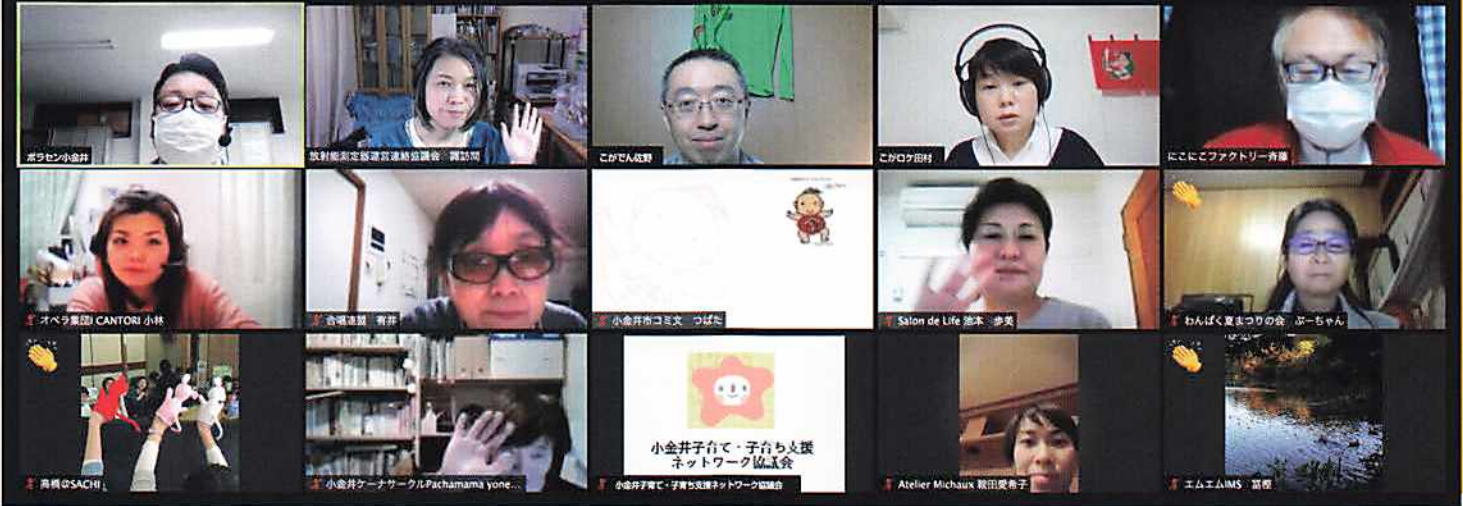 ボラセン小金井
放射能測定器運営連絡協議会 諏訪間
こがでん佐野
こがロケ田村
にこにこファクトリー斉藤
オペラ集団I CANTORI 小林
合唱連盟 有井
小金井市コミ文 つばた
Salon de Life 池本 歩美
わんぱく夏まつりの会 ぷーちゃん
高橋@SACHI
小金井ケーナサークルPachamama yone...
小金井子育て・子育ち支援
ネットワーク協議会
小金井子育て・子育ち支援ネットワーク協議会
Atelier Michaux 鞍田愛希子
エムエムIMS 冨樫